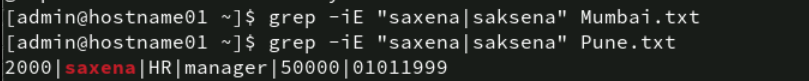 [admin@hostname01 ~]$ grep -iE "saxena|saksena" Mumbai.txt
[admin@hostname01 ~]$ grep -iE "saxena|saksena" Pune.txt
2000|saxena|HR|manager|50000|01011999